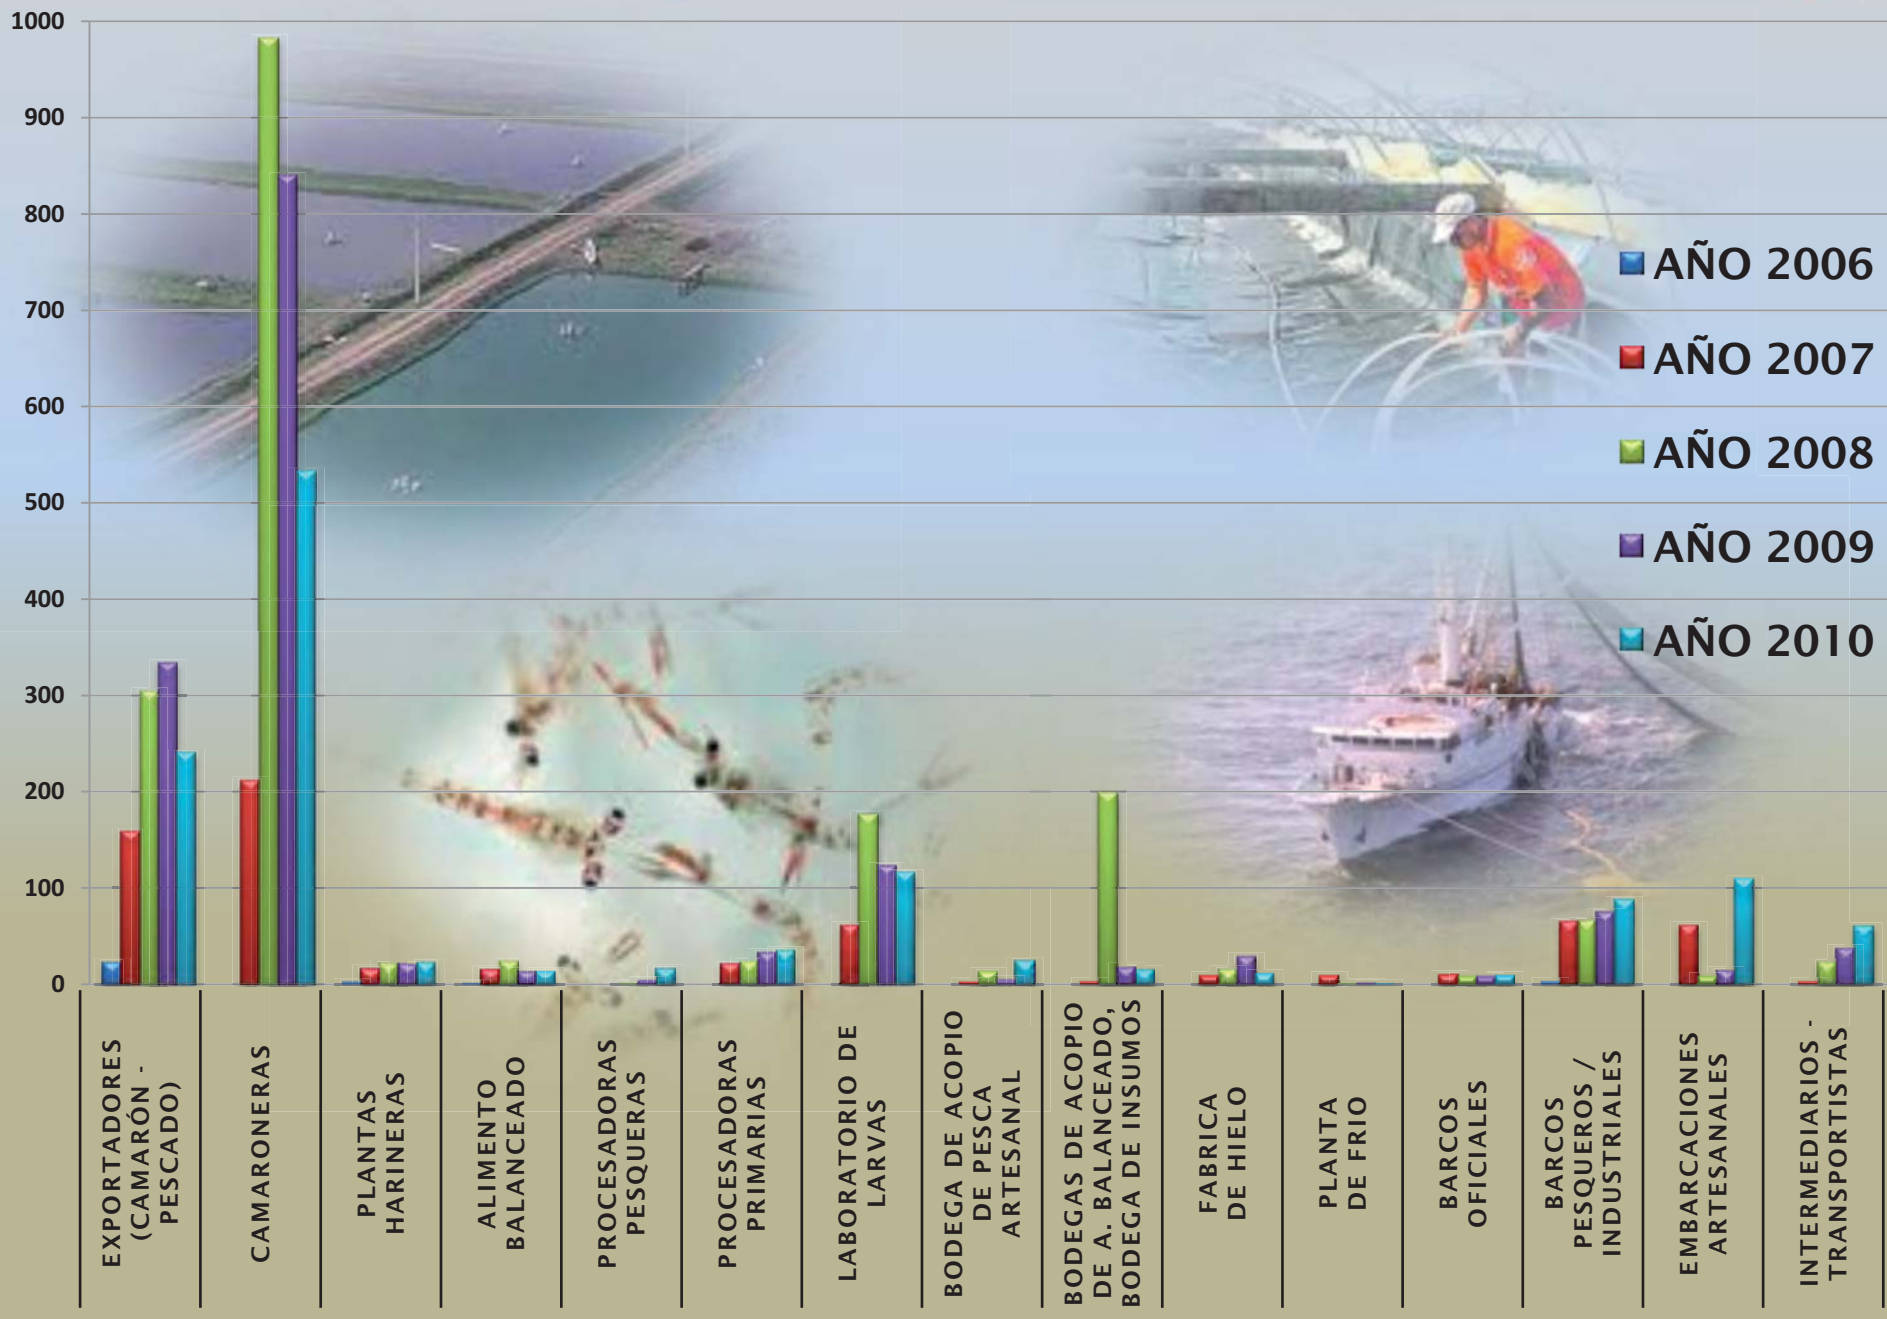 1000
900
800
700
600
500
400
300
200
100
0
AÑO 2006
AÑO 2007
AÑO 2008
AÑO 2009
AÑO 2010
EXPORTADORES
(CAMARÓN -
PESCADO)
CAMARONERAS
PLANTAS
HARINERAS
ALIMENTO
BALANCEADO
PROCESADORAS
PESQUERAS
PROCESADORAS
PRIMARIAS
LABORATORIO DE
LARVAS
BODEGA DE ACOPIO
DE PESCA
ARTESANAL
BODEGAS DE ACOPIO
DE A. BALANCEADO,
BODEGA DE INSUMOS
FABRICA
DE HIELO
PLANTA
DE FRIO
BARCOS
OFICIALES
BARCOS
PESQUEROS /
INDUSTRIALES
EMBARCACIONES
ARTESANALES
INTERMEDIARIOS -
TRANSPORTISTAS